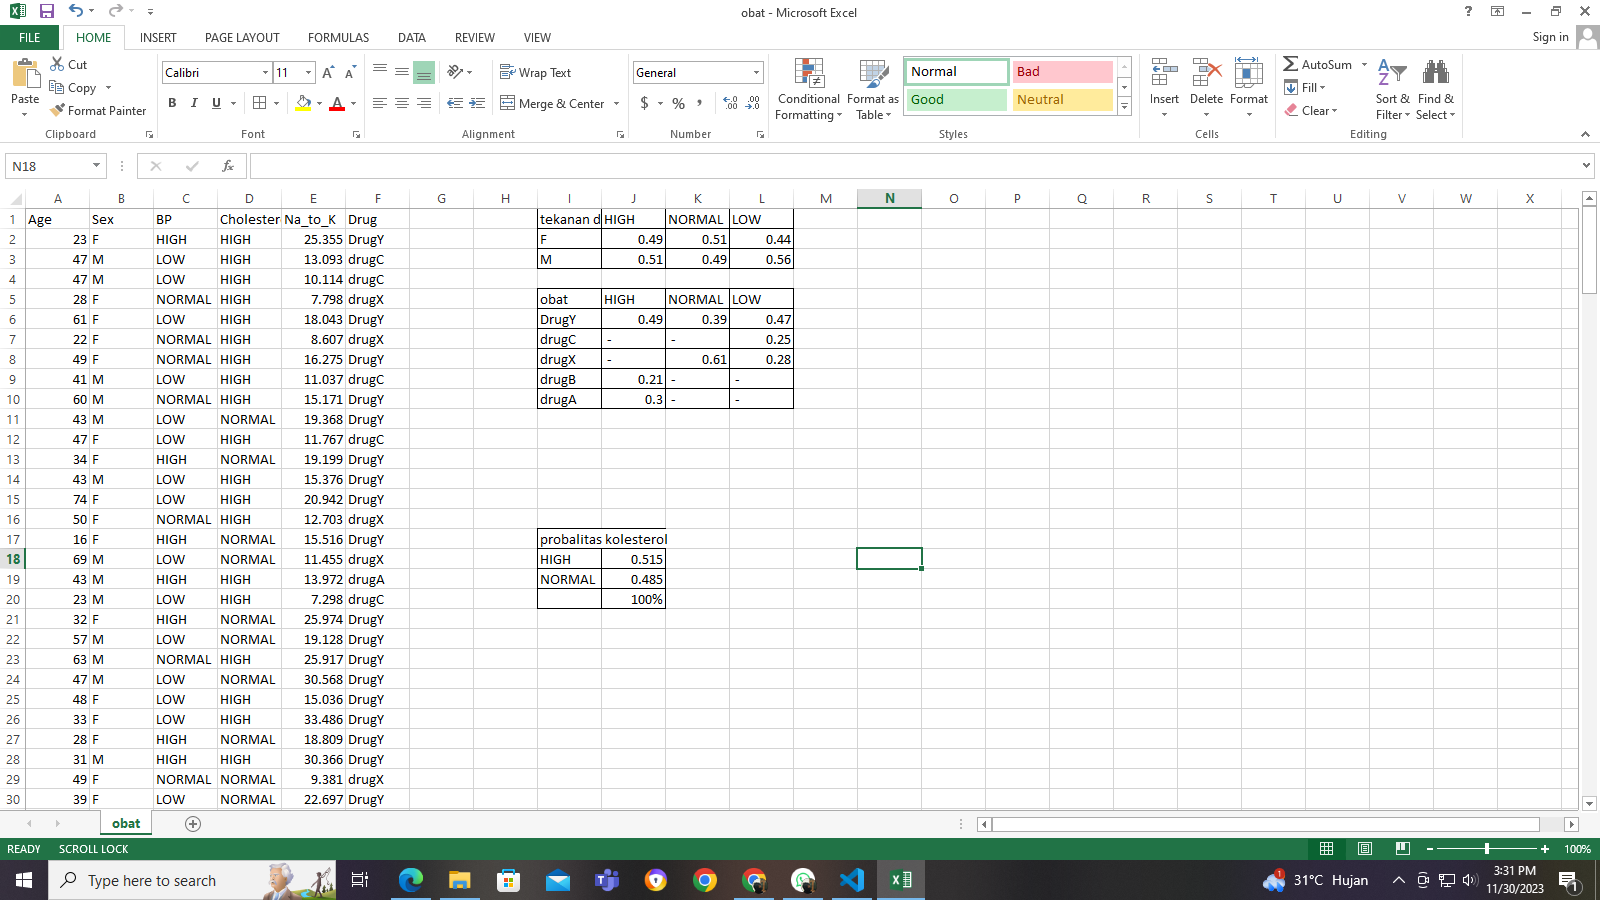 obat - Microsoft Excel
?
FILE HOME INSERT PAGE LAYOUT FORMULAS DATA REVIEW VIEW Sign in
Paste
Cut
Copy
Format Painter
Clipboard
Calibri 11
B I U
Font
Wrap Text
Merge & Center
Alignment
General
$ % ,
Number
Conditional Formatting
Format as Table
Normal Bad
Good Neutral
Styles
Insert Delete Format
Cells
AutoSum
Fill
Clear
Sort & Filter
Find & Select
Editing
N18 fx
A B C D E F G H I J K L M N O P Q R S T U V W X
1 Age Sex BP Cholester Na_to_K Drug tekanan d HIGH NORMAL LOW
2 23 F HIGH HIGH 25.355 DrugY F 0.49 0.51 0.44
3 47 M LOW HIGH 13.093 drugC M 0.51 0.49 0.56
4 47 M LOW HIGH 10.114 drugC
5 28 F NORMAL HIGH 7.798 drugX obat HIGH NORMAL LOW
6 61 F LOW HIGH 18.043 DrugY DrugY 0.49 0.39 0.47
7 22 F NORMAL HIGH 8.607 drugX drugC - - 0.25
8 49 F NORMAL HIGH 16.275 DrugY drugX - 0.61 0.28
9 41 M LOW HIGH 11.037 drugC drugB 0.21 - -
10 60 M NORMAL HIGH 15.171 DrugY drugA 0.3 - -
11 43 M LOW NORMAL 19.368 DrugY
12 47 F LOW HIGH 11.767 drugC
13 34 F HIGH NORMAL 19.199 DrugY
14 43 M LOW HIGH 15.376 DrugY
15 74 F LOW HIGH 20.942 DrugY
16 50 F NORMAL HIGH 12.703 drugX
17 16 F HIGH NORMAL 15.516 DrugY probalitas kolesterol
18 69 M LOW NORMAL 11.455 drugX HIGH 0.515
19 43 M HIGH HIGH 13.972 drugA NORMAL 0.485
20 23 M LOW HIGH 7.298 drugC 100%
21 32 F HIGH NORMAL 25.974 DrugY
22 57 M LOW NORMAL 19.128 DrugY
23 63 M NORMAL HIGH 25.917 DrugY
24 47 M LOW NORMAL 30.568 DrugY
25 48 F LOW HIGH 15.036 DrugY
26 33 F LOW HIGH 33.486 DrugY
27 28 F HIGH NORMAL 18.809 DrugY
28 31 M HIGH HIGH 30.366 DrugY
29 49 F NORMAL NORMAL 9.381 drugX
30 39 F LOW NORMAL 22.697 DrugY
obat
READY SCROLL LOCK 100%
Type here to search
31°C Hujan
3:31 PM
11/30/2023
1